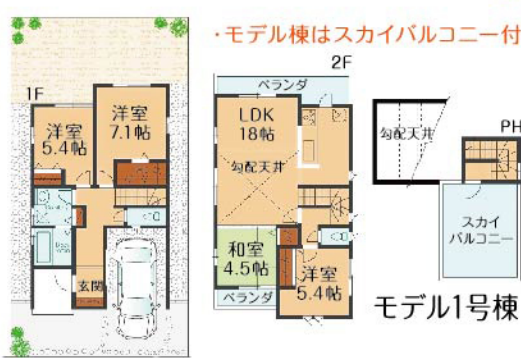 ・モデル棟はスカイバルコニー付
2F
1F
洋室
5.4帖
洋室
7.1帖
玄関
ベランダ
LDK
18帖
勾配天井
和室
4.5帖
ベランダ
洋室
5.4帖
勾配天井
PH
スカイ
バルコニー
モデル1号棟